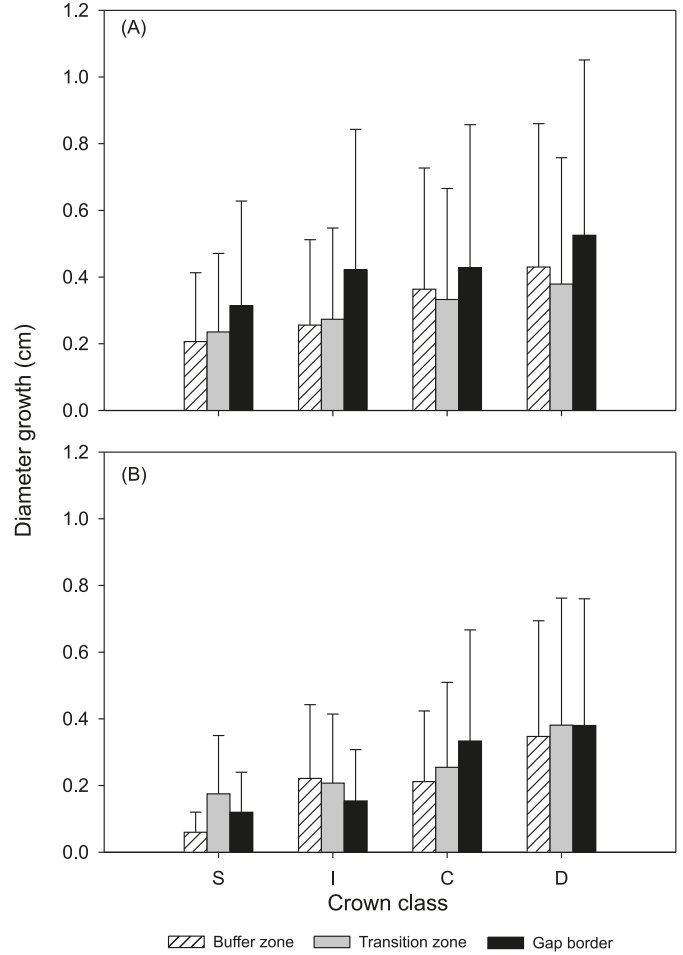 (A)
1.2
1.0
0.8
0.6
0.4
0.2
0.0
Diameter growth (cm)
(B)
1.2
1.0
0.8
0.6
0.4
0.2
0.0
S I C D
Crown class
Buffer zone Transition zone Gap border